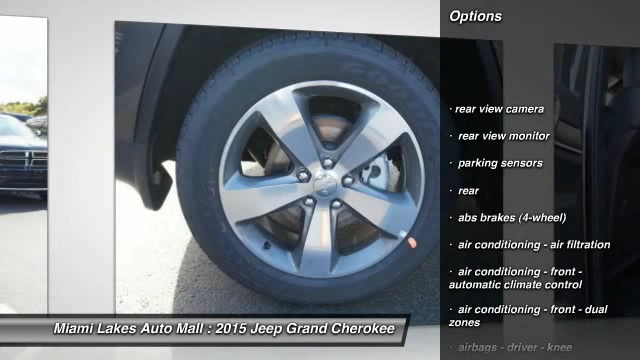 Options
· rear view camera
· rear view monitor
· parking sensors
· rear
· abs brakes (4-wheel)
· air conditioning - air filtration
· air conditioning - front -
automatic climate control
· air conditioning - front - dual
zones
· airbags - driver - knee
Miami Lakes Auto Mall : 2015 Jeep Grand Cherokee